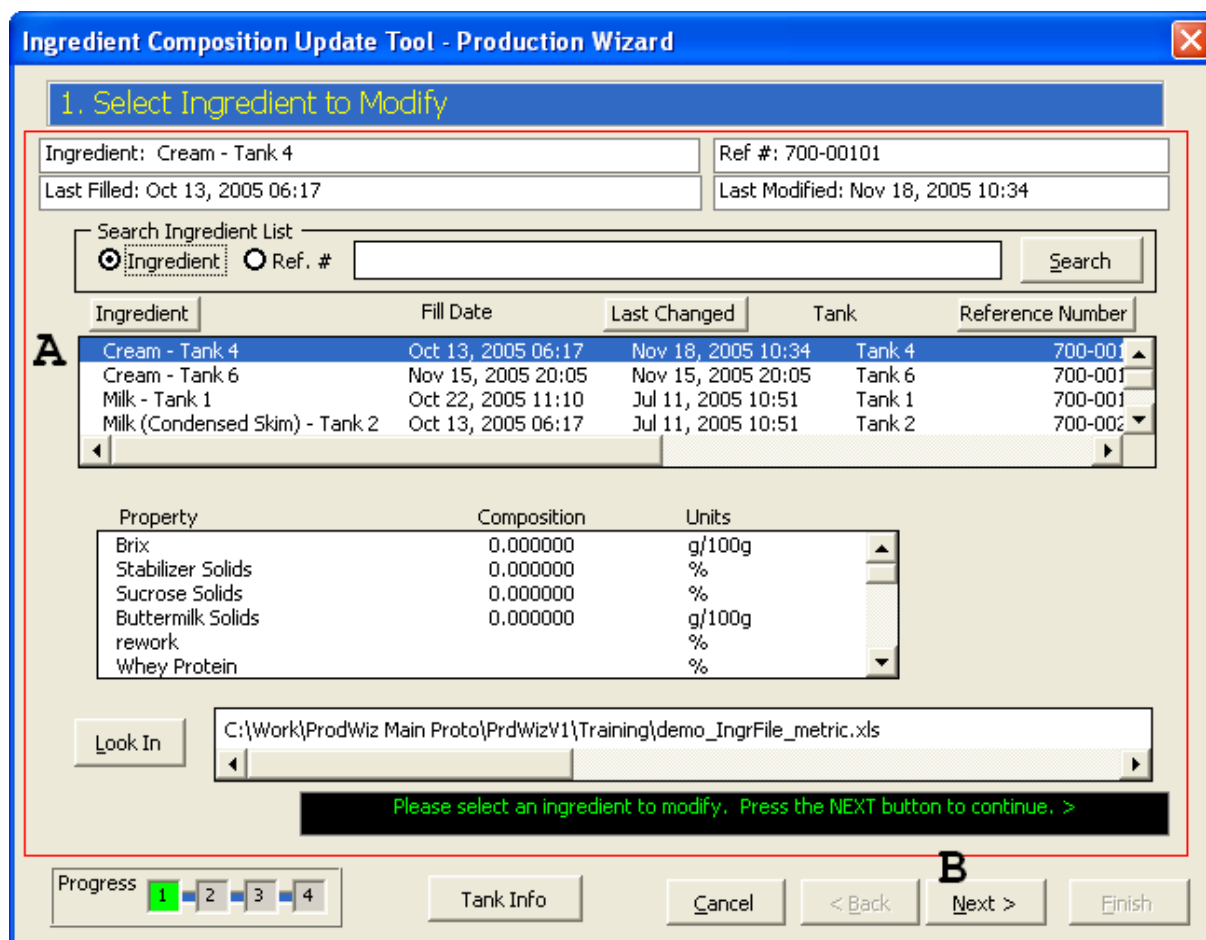 Ingredient Composition Update Tool - Production Wizard
1. Select Ingredient to Modify
Ingredient: Cream - Tank 4 Ref #: 700-00101
Last Filled: Oct 13, 2005 06:17 Last Modified: Nov 18, 2005 10:34
Search Ingredient List
Ingredient Ref. # Search
Ingredient Fill Date Last Changed Tank Reference Number
A Cream - Tank 4 Oct 13, 2005 06:17 Nov 18, 2005 10:34 Tank 4 700-001
Cream - Tank 6 Nov 15, 2005 20:05 Nov 15, 2005 20:05 Tank 6 700-001
Milk - Tank 1 Oct 22, 2005 11:10 Jul 11, 2005 10:51 Tank 1 700-001
Milk (Condensed Skim) - Tank 2 Oct 13, 2005 06:17 Jul 11, 2005 10:51 Tank 2 700-002
Property Composition Units
Brix 0.000000 g/100g
Stabilizer Solids 0.000000 %
Sucrose Solids 0.000000 %
Buttermilk Solids 0.000000 g/100g
rework %
Whey Protein %
Look In C:\Work\ProdWiz Main Proto\PrdWizV1\Training\demo_IngrFile_metric.xls
Please select an ingredient to modify. Press the NEXT button to continue. >
B
Progress 1 2 3 4 Tank Info Cancel < Back Next > Finish